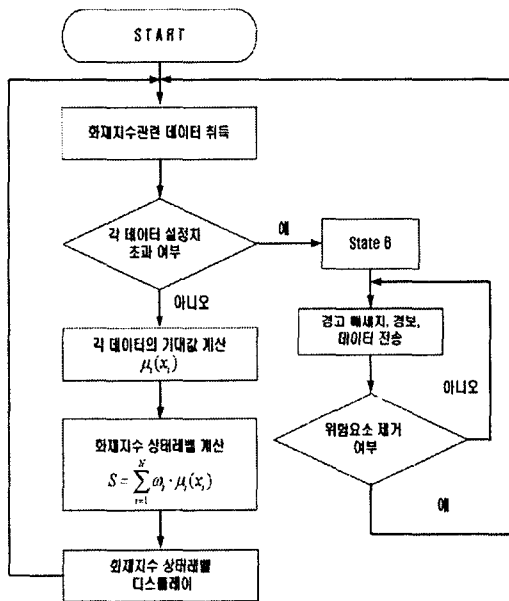 START
화재지수관련 데이터 취득
각 데이터 설정치
초과 여부
예
State 6
아니오
경고 메세지, 경보,
데이터 전송
각 데이터의 기대값 계산
μᵢ(xᵢ)
아니오
위험요소 제거
여부
화재지수 상태레벨 계산
S = ∑ᵢ₌₁ᴺ ωᵢ · μᵢ(xᵢ)
예
화재지수 상태레벨
디스플레이